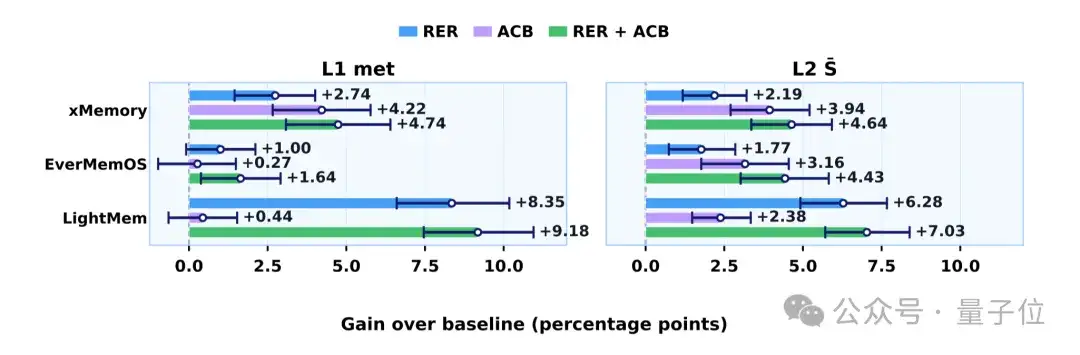 RER ACB RER + ACB
L1 met
xMemory
+2.74
+4.22
+4.74
EverMemOS
+1.00
+0.27
+1.64
LightMem
+8.35
+0.44
+9.18
0.0 2.5 5.0 7.5 10.0
L2 S̄
+2.19
+3.94
+4.64
+1.77
+3.16
+4.43
+6.28
+2.38
+7.03
0.0 2.5 5.0 7.5 10.0
Gain over baseline (percentage points)
公众号 · 量子位